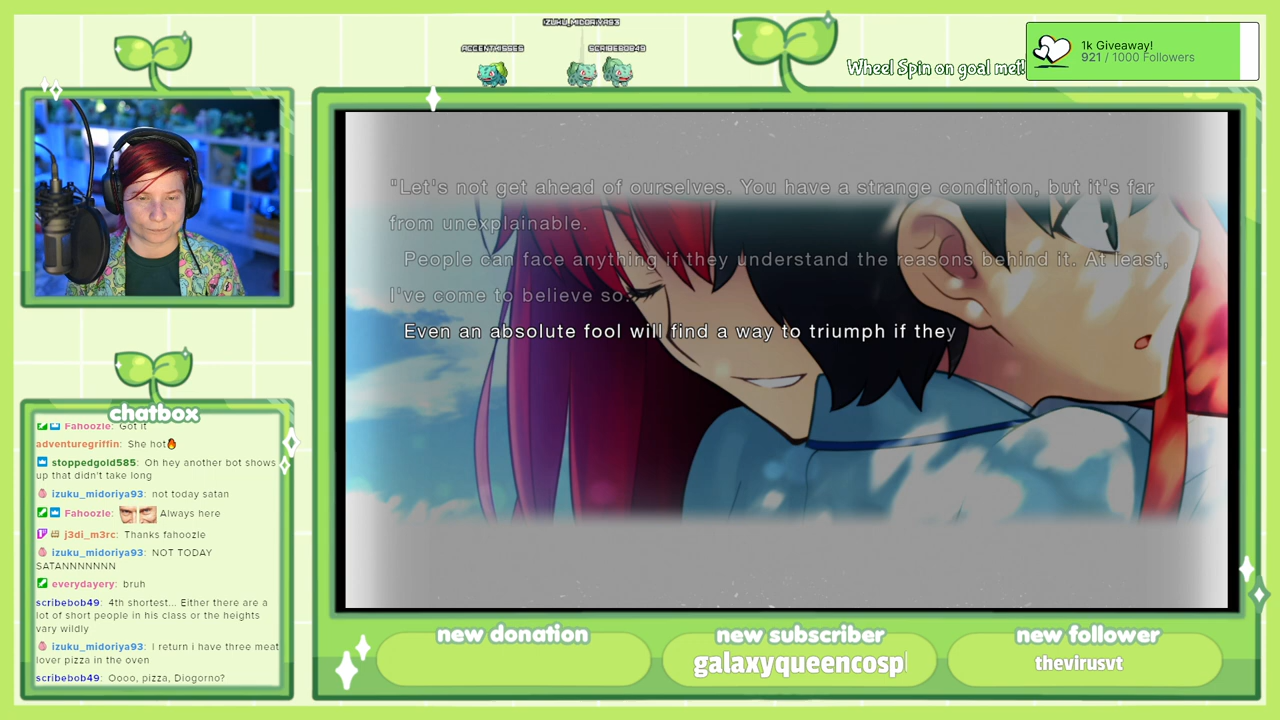 IZUKU_MIDORIYA93
ACCENTKISSES
SCRIBEBOB49
Wheel Spin on goal met!
1k Giveaway!
921 / 1000 Followers
"Let's not get ahead of ourselves. You have a strange condition, but it's far
from unexplainable.
People can face anything if they understand the reasons behind it. At least,
I've come to believe so.
Even an absolute fool will find a way to triumph if they
chatbox
Fahoozle: Got it
adventuregriffin: She hot🔥
stoppedgold585: Oh hey another bot shows
up that didn't take long
izuku_midoriya93: not today satan
Fahoozle: Always here
j3di_m3rc: Thanks fahoozle
izuku_midoriya93: NOT TODAY
SATANNNNNN
everydayery: bruh
scribebob49: 4th shortest... Either there are a
lot of short people in his class or the heights
vary wildly
izuku_midoriya93: I return i have three meat
lover pizza in the oven
scribebob49: Oooo, pizza, Diogorno?
new donation
new subscriber
galaxyqueencosp
new follower
thevirusvt